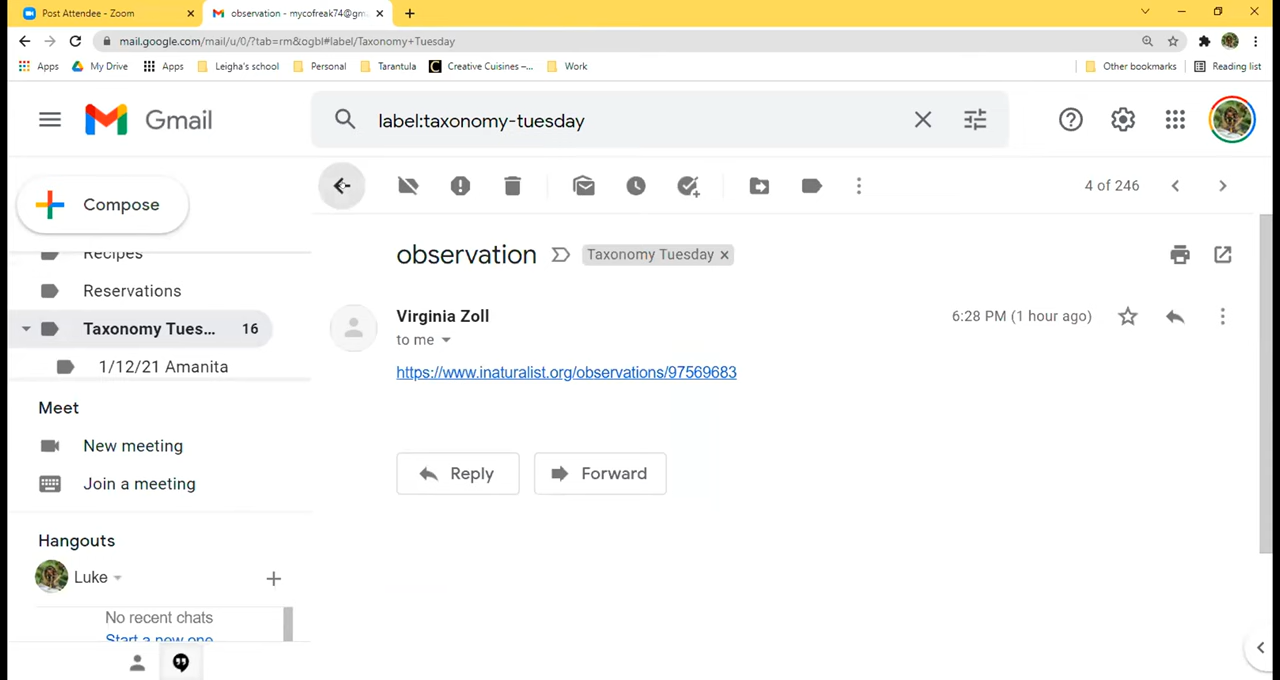 Post Attendee - Zoom
observation - mycofreak74@gm
mail.google.com/mail/u/0/?tab=rm&ogbl#label/Taxonomy+Tuesday
Apps
My Drive
Apps
Leigha's school
Personal
Tarantula
Creative Cuisines –...
Work
Other bookmarks
Reading list
Gmail
label:taxonomy-tuesday
Compose
4 of 246
Recipes
observation
Taxonomy Tuesday ×
Reservations
Taxonomy Tues... 16
Virginia Zoll
6:28 PM (1 hour ago)
to me
1/12/21 Amanita
https://www.inaturalist.org/observations/97569683
Meet
New meeting
Reply
Forward
Join a meeting
Hangouts
Luke
No recent chats
Start a new one